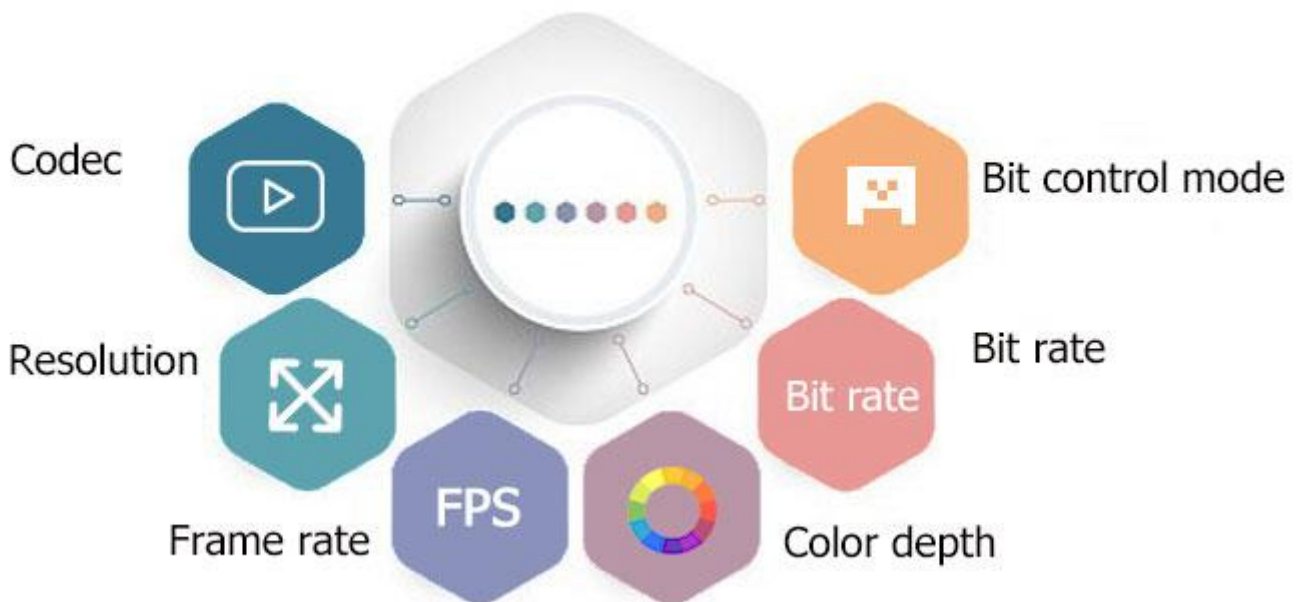 Codec
Bit control mode
Resolution
Bit rate
Bit rate
FPS
Frame rate
Color depth